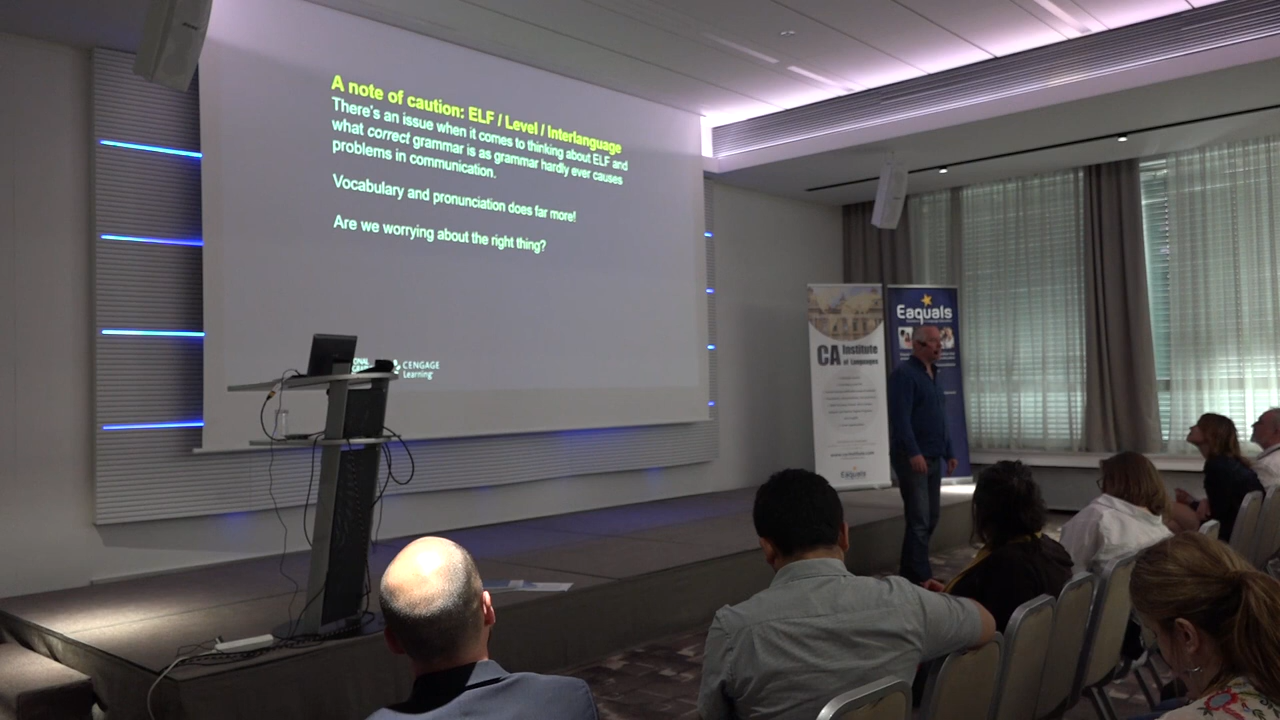 A note of caution: ELF / Level / Interlanguage
There's an issue when it comes to thinking about ELF and
what correct grammar is as grammar hardly ever causes
problems in communication.
Vocabulary and pronunciation does far more!
Are we worrying about the right thing?
CENGAGE
Learning
CA Institute
of Languages
Eaquals
Eaquals